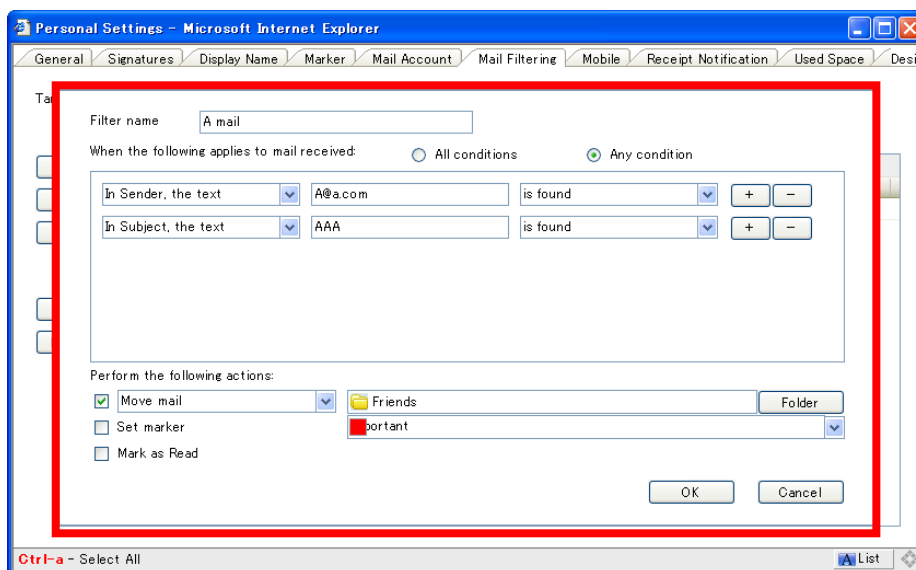 Personal Settings - Microsoft Internet Explorer
General Signatures Display Name Marker Mail Account Mail Filtering Mobile Receipt Notification Used Space Desi
Ta
Filter name A mail
When the following applies to mail received: All conditions Any condition
In Sender, the text A@a.com is found + -
In Subject, the text AAA is found + -
Perform the following actions:
Move mail Friends Folder
Set marker portant
Mark as Read
OK Cancel
Ctrl-a - Select All A List